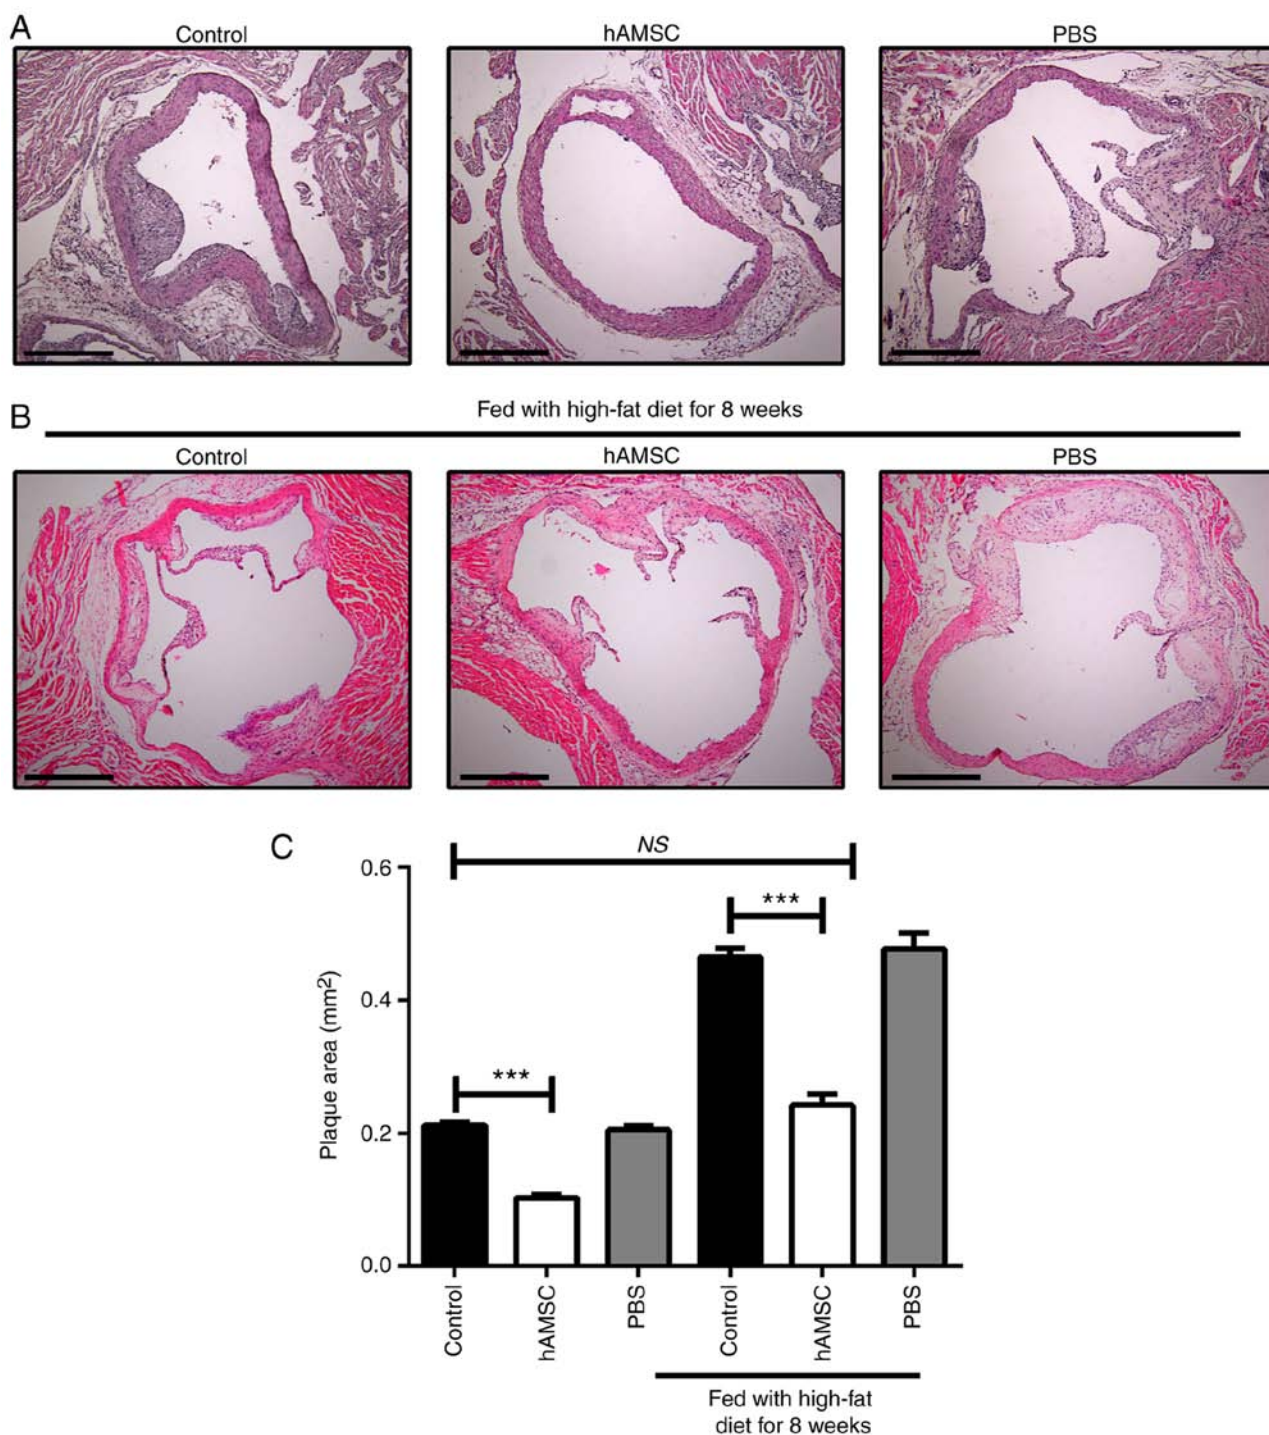 A
Control
hAMSC
PBS
B
Fed with high-fat diet for 8 weeks
Control
hAMSC
PBS
C
NS
***
***
0.6
0.4
0.2
0.0
Plaque area (mm²)
Control
hAMSC
PBS
Control
hAMSC
PBS
Fed with high-fat
diet for 8 weeks